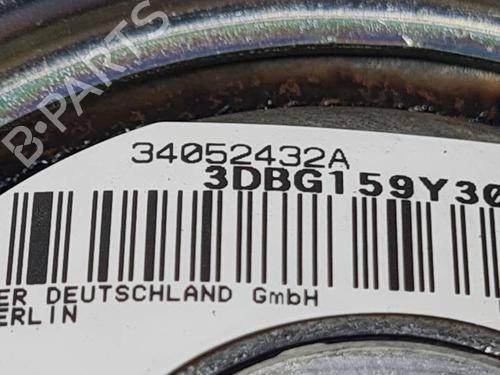 B-PARTS
34052432A
3DBG159Y30
ER DEUTSCHLAND GmbH
ERLIN